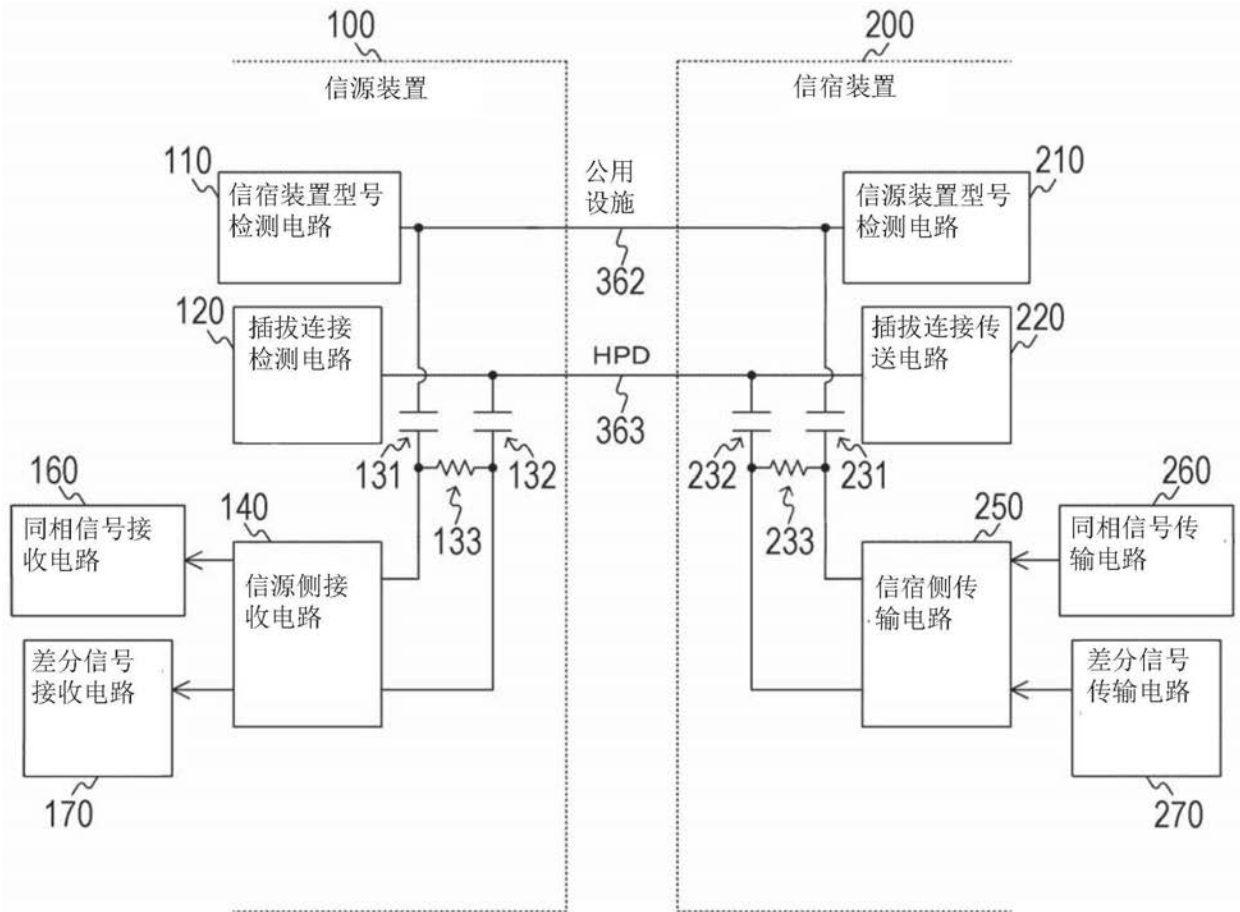 100
200
信源装置
信宿装置
110
信宿装置型号
检测电路
公用
设施
210
信源装置型号
检测电路
362
120
插拔连接
检测电路
HPD
363
220
插拔连接传
送电路
131
132
133
232
231
233
160
同相信号接
收电路
140
信源侧接
收电路
250
信宿侧传
输电路
260
同相信号传
输电路
差分信号
接收电路
170
差分信号
传输电路
270